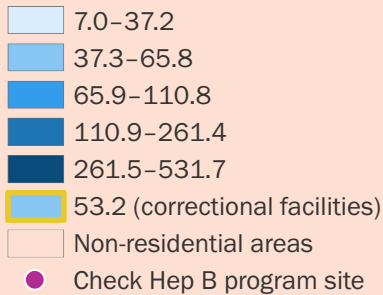 7.0–37.2
37.3–65.8
65.9–110.8
110.9–261.4
261.5–531.7
53.2 (correctional facilities)
Non-residential areas
Check Hep B program site